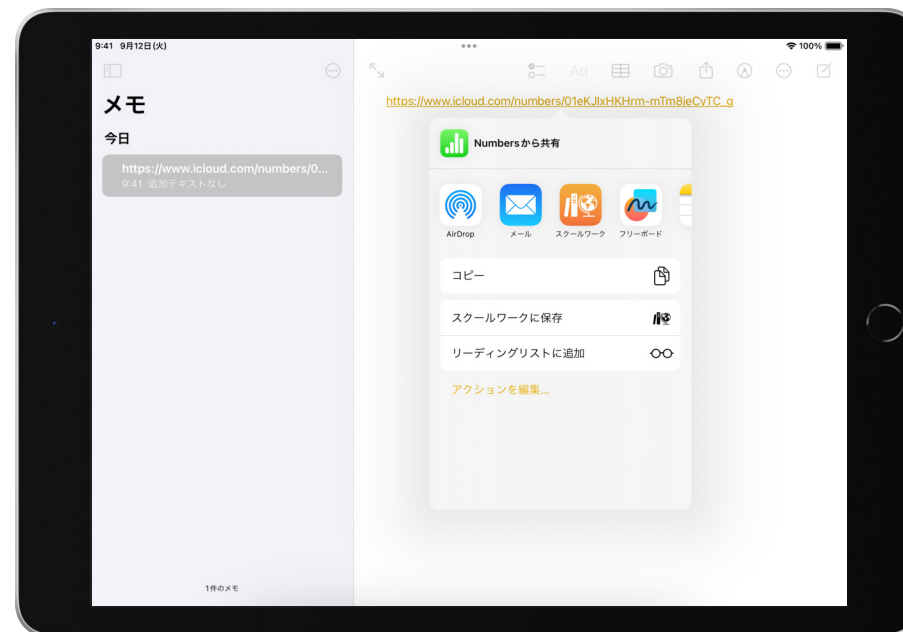 9:41 9月12日(火)
100%
メモ
今日
https://www.icloud.com/numbers/0...
9:41 追加テキストなし
1件のメモ
Aa
https://www.icloud.com/numbers/01eKJIxHKHrm-mTm8jeCyTC_g
Numbersから共有
AirDrop
メール
スクールワーク
フリーボード
コピー
スクールワークに保存
リーディングリストに追加
アクションを編集...